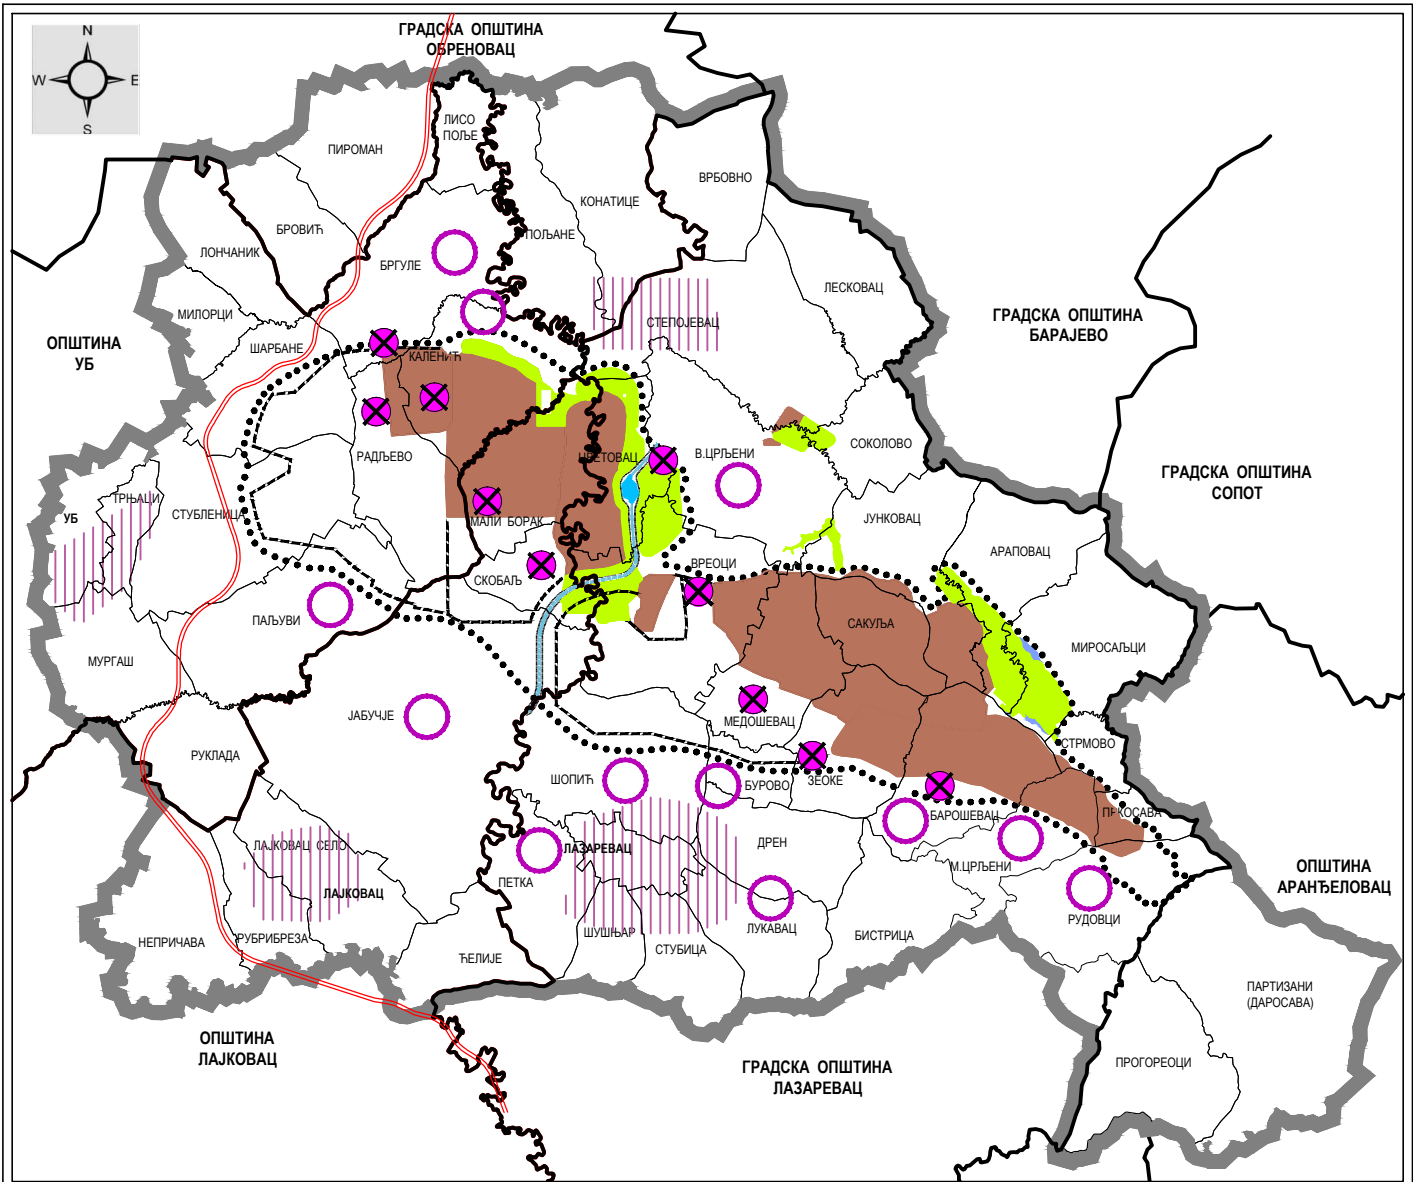 N
W E
S
ГРАДСКА ОПШТИНА
ОБРЕНОВАЦ
ЛИСО
ПОЉЕ
ПИРОМАН
ВРБОВНО
КОНАТИЦЕ
БРОВИЋ
ПОЉАНЕ
ЛОНЧАНИК
БРГУЛЕ
ЛЕСКОВАЦ
МИЛОРЦИ
СТЕПОЈЕВАЦ
ГРАДСКА ОПШТИНА
БАРАЈЕВО
ОПШТИНА
УБ
ШАРБАНЕ
КАЛЕНИЋ
СОКОЛОВО
РАДЉЕВО
ЦВЕТОВАЦ
В.ЦРЉЕНИ
ГРАДСКА ОПШТИНА
СОПОТ
ТРЊАЦИ
УБ
СТУБЛЕНИЦА
МАЛИ БОРАК
ЈУНКОВАЦ
АРАПОВАЦ
СКОБАЉ
ВРЕОЦИ
ПАЉУВИ
САКУЉА
МИРОСАЉЦИ
МУРГАШ
ЈАБУЧЈЕ
МЕДОШЕВАЦ
СТРМОВО
РУКЛАДА
ШОПИЋ
БУРОВО
ЗЕОКЕ
БАРОШЕВАЦ
ПРКОСАВА
ЛАЈКОВАЦ СЕЛО
ЛАЗАРЕВАЦ
ДРЕН
М.ЦРЉЕНИ
ОПШТИНА
АРАНЂЕЛОВАЦ
ЛАЈКОВАЦ
ПЕТКА
РУДОВЦИ
НЕПРИЧАВА
РУБРИБРЕЗА
ШУШЊАР
ЛУКАВАЦ
БИСТРИЦА
СТУБИЦА
ЋЕЛИЈЕ
ПАРТИЗАНИ
(ДАРОСАВА)
ОПШТИНА
ЛАЈКОВАЦ
ГРАДСКА ОПШТИНА
ЛАЗАРЕВАЦ
ПРОГОРЕОЦИ